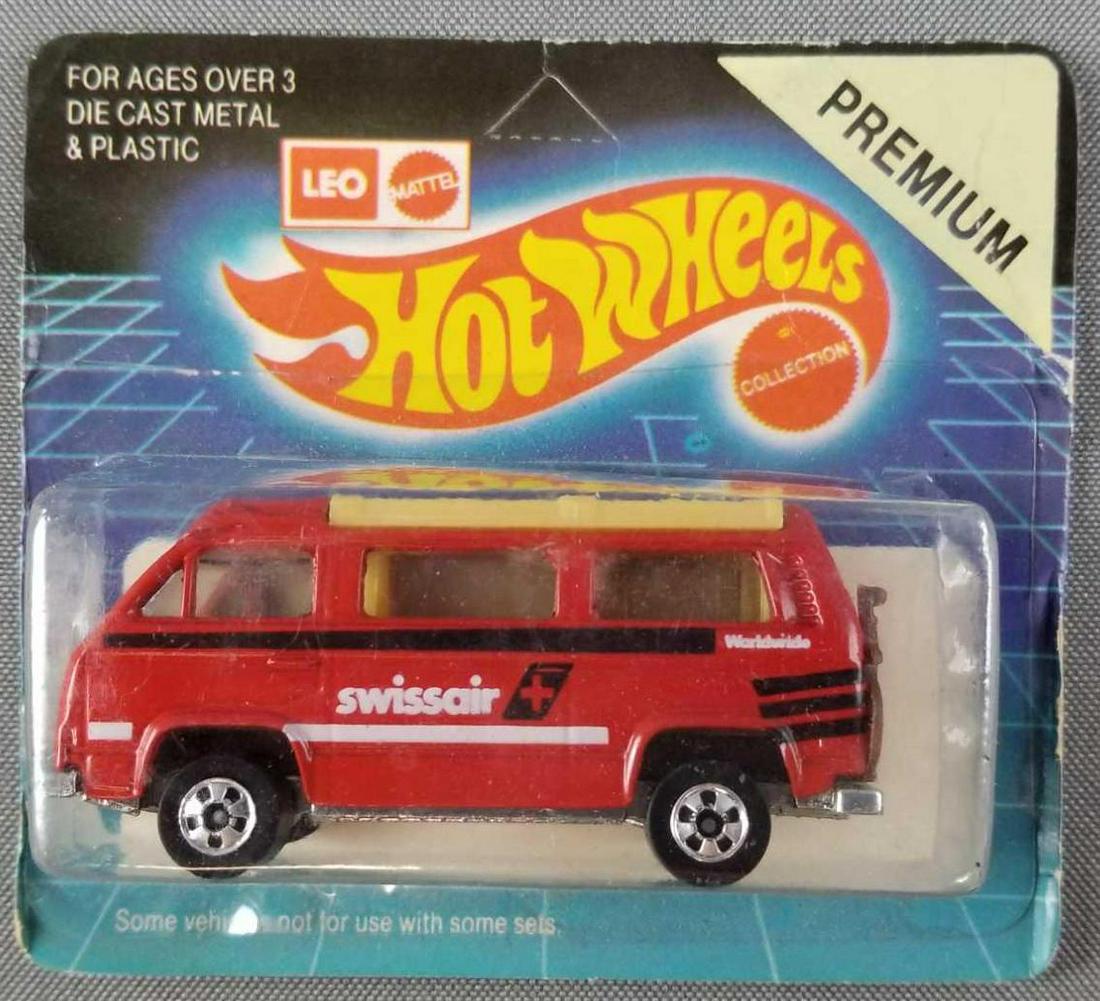 FOR AGES OVER 3
DIE CAST METAL
& PLASTIC
PREMIUM
LEO
MATTEL
Hot Wheels
COLLECTION
Worldwide
swissair
Some not for use with some sets.